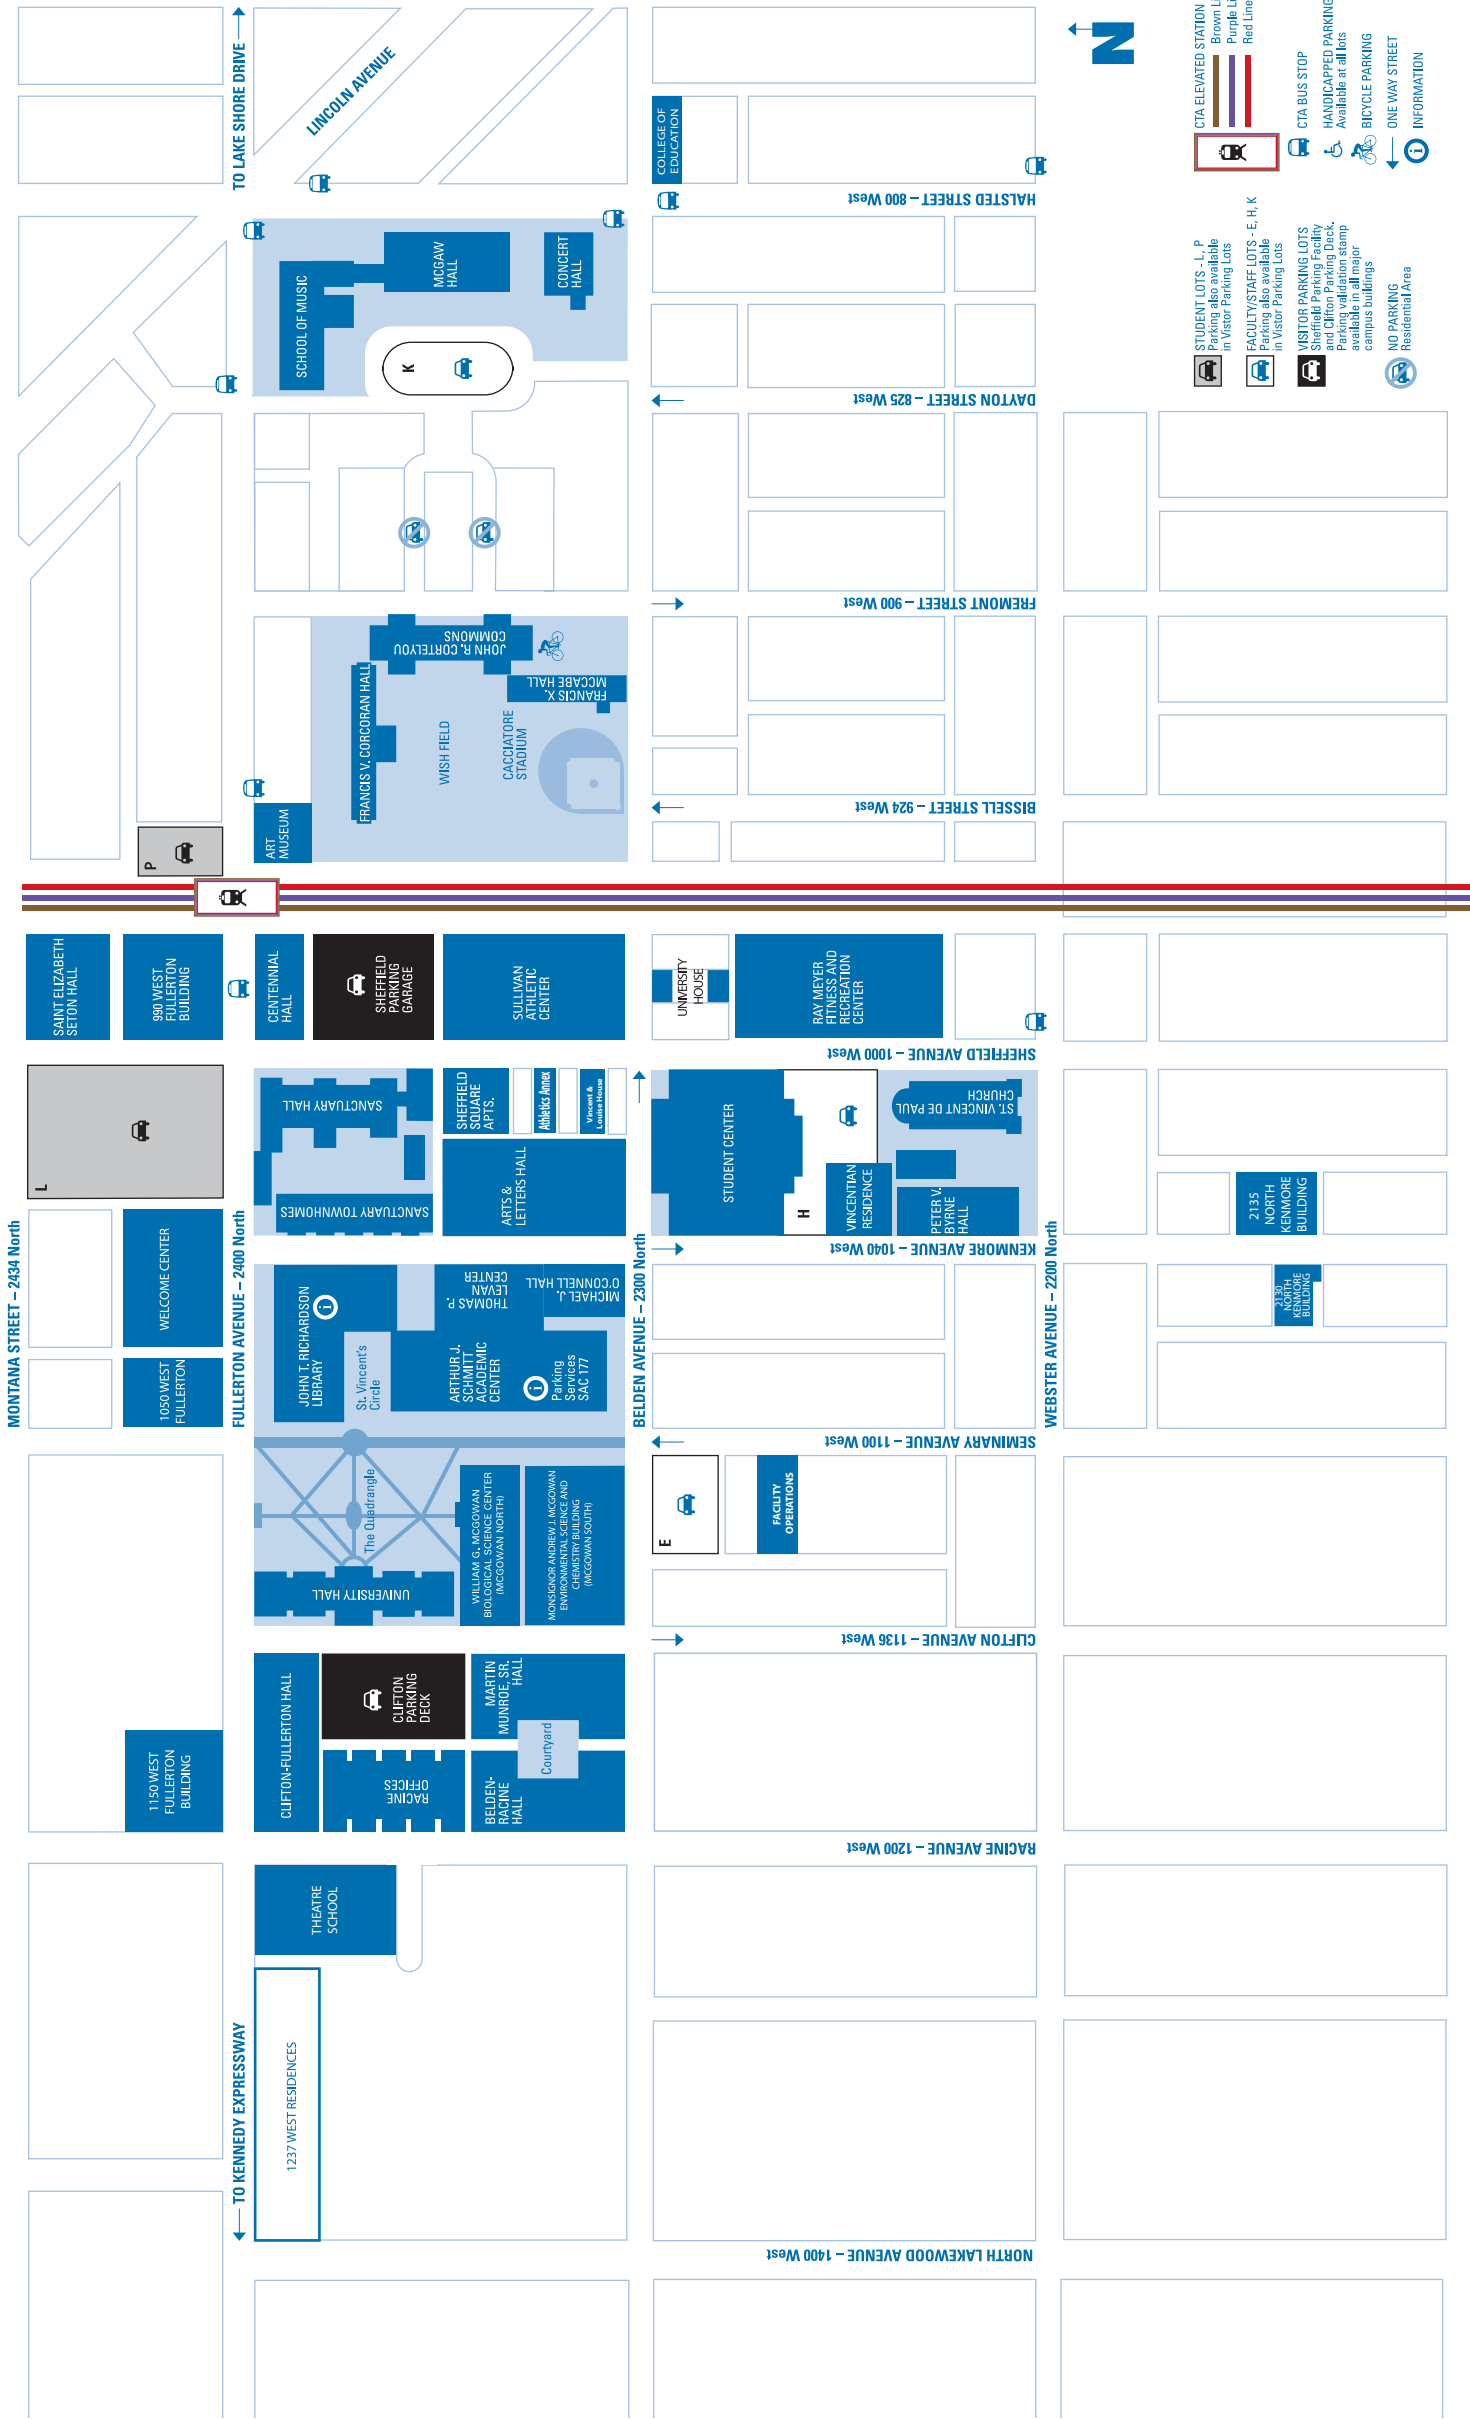 MONTANA STREET – 2434 North
FULLERTON AVENUE – 2400 North
BELDEN AVENUE – 2300 North
WEBSTER AVENUE – 2200 North
TO LAKE SHORE DRIVE
TO KENNEDY EXPRESSWAY
LINCOLN AVENUE
HALSTED STREET – 800 West
DAYTON STREET – 825 West
FREMONT STREET – 900 West
BISSELL STREET – 924 West
SHEFFIELD AVENUE – 1000 West
KENMORE AVENUE – 1040 West
SEMINARY AVENUE – 1100 West
CLIFTON AVENUE – 1136 West
RACINE AVENUE – 1200 West
NORTH LAKEWOOD AVENUE – 1400 West
1237 WEST RESIDENCES
THEATRE
SCHOOL
1150 WEST
FULLERTON
BUILDING
CLIFTON-FULLERTON HALL
CLIFTON
PARKING
DECK
RACINE
OFFICES
MARTIN
MUNROE, SR.
HALL
BELDEN-
RACINE
HALL
Courtyard
UNIVERSITY HALL
The Quadrangle
WILLIAM G. MCGOWAN
BIOLOGICAL SCIENCE CENTER
(MCGOWAN NORTH)
MONSIGNOR ANDREW J. MCGOWAN
ENVIRONMENTAL SCIENCE AND
CHEMISTRY BUILDING
(MCGOWAN SOUTH)
E
FACILITY
OPERATIONS
1050 WEST
FULLERTON
WELCOME CENTER
JOHN T. RICHARDSON
LIBRARY
i
St. Vincent's
Circle
ARTHUR J.
SCHMITT
ACADEMIC
CENTER
i
Parking
Services
SAC 177
THOMAS P.
LEVAN
CENTER
MICHAEL J.
O'CONNELL HALL
2130
NORTH
KENMORE
BUILDING
2135
NORTH
KENMORE
BUILDING
L
SANCTUARY HALL
SANCTUARY TOWNHOMES
SHEFFIELD
SQUARE
APTS.
Athletics Annex
Vincent &
Louise House
ARTS &
LETTERS HALL
STUDENT CENTER
H
VINCENTIAN
RESIDENCE
PETER V.
BYRNE
HALL
ST. VINCENT DE PAUL
CHURCH
SAINT ELIZABETH
SETON HALL
990 WEST
FULLERTON
BUILDING
CENTENNIAL
HALL
SHEFFIELD
PARKING
GARAGE
SULLIVAN
ATHLETIC
CENTER
UNIVERSITY
HOUSE
RAY MEYER
FITNESS AND
RECREATION
CENTER
P
ART
MUSEUM
FRANCIS V. CORCORAN HALL
JOHN R. CORTELYOU
COMMONS
FRANCIS X.
MCCABE HALL
WISH FIELD
CACCIATORE
STADIUM
SCHOOL OF MUSIC
MCGAW
HALL
CONCERT
HALL
K
COLLEGE OF
EDUCATION
N
STUDENT LOTS - L, P
Parking also available
in Vistor Parking Lots
FACULTY/STAFF LOTS - E, H, K
Parking also available
in Vistor Parking Lots
VISITOR PARKING LOTS
Sheffield Parking Facility
and Clifton Parking Deck.
Parking validation stamp
available in all major
campus buildings
NO PARKING
Residential Area
CTA ELEVATED STATION
Brown
Purple
Red Line
CTA BUS STOP
HANDICAPPED PARKING
Available at all lots
BICYCLE PARKING
ONE WAY STREET
i
INFORMATION